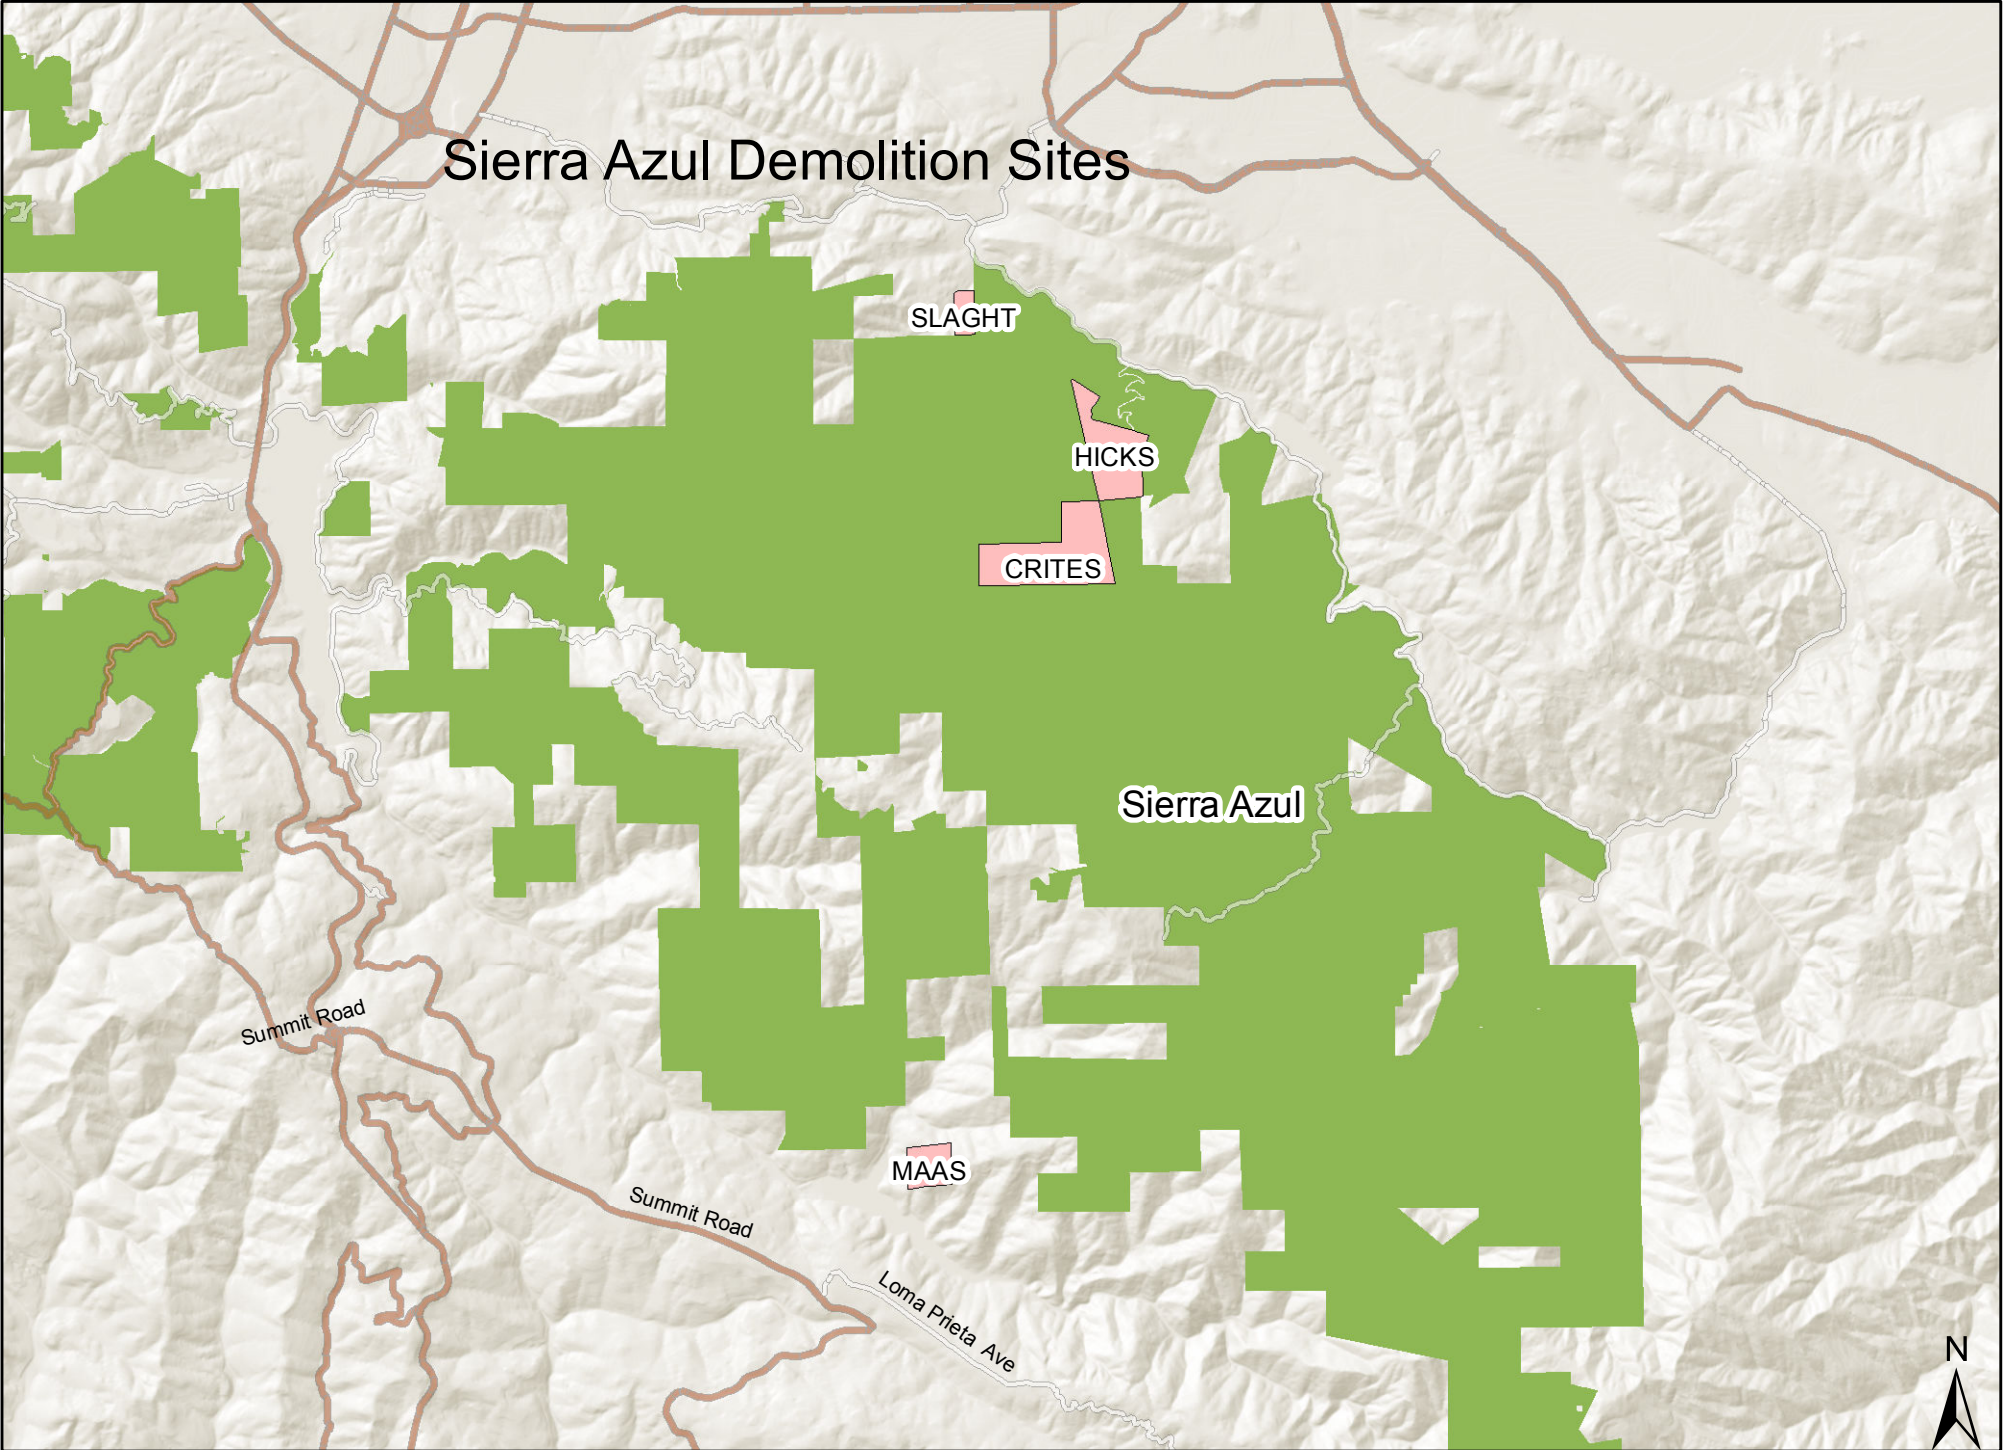 Sierra Azul Demolition Sites
SLAGHT
HICKS
CRITES
Sierra Azul
Summit Road
MAAS
Summit Road
Loma Prieta Ave
N